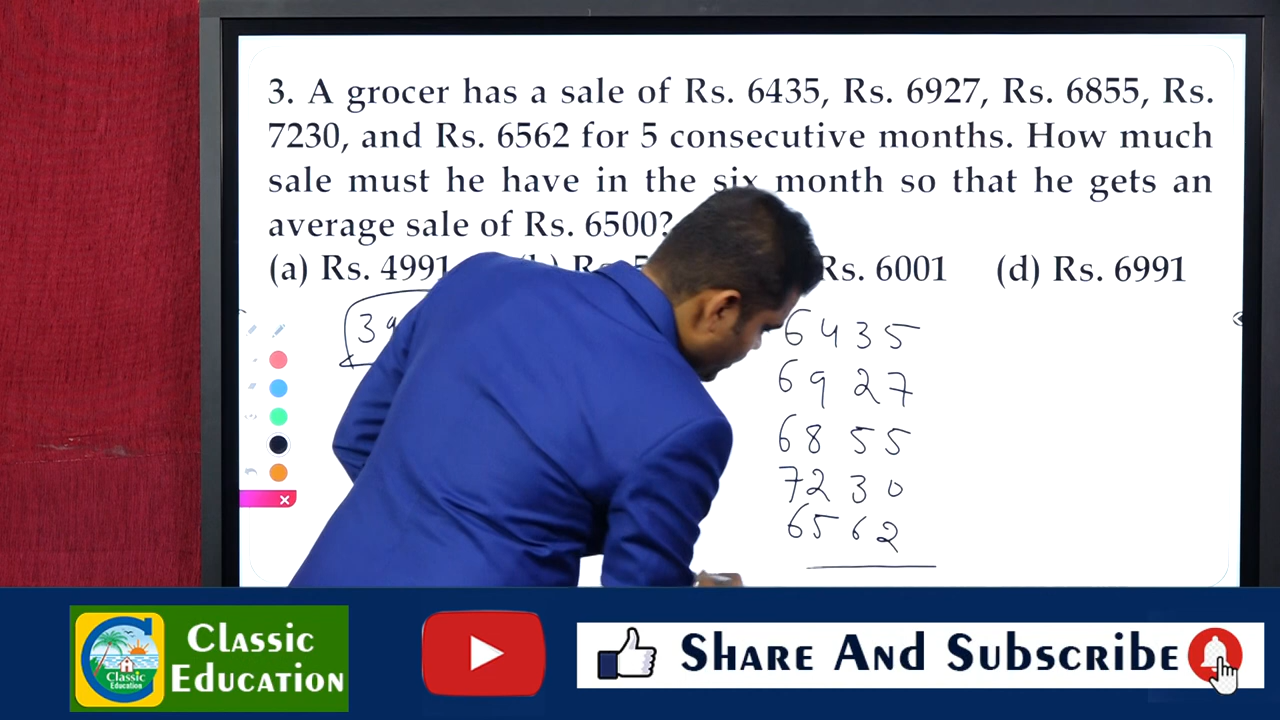 3. A grocer has a sale of Rs. 6435, Rs. 6927, Rs. 6855, Rs.
7230, and Rs. 6562 for 5 consecutive months. How much
sale must he have in the six month so that he gets an
average sale of Rs. 6500?
(a) Rs. 4991 Rs. 6001 (d) Rs. 6991
6435
6927
6855
7230
6562
Classic
Education
Classic
Education
Share And Subscribe